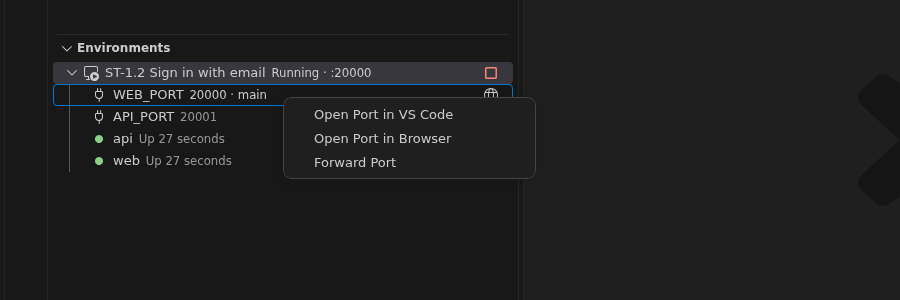 Environments
ST-1.2 Sign in with email Running · :20000
WEB_PORT 20000 · main
API_PORT 20001
api Up 27 seconds
web Up 27 seconds
Open Port in VS Code
Open Port in Browser
Forward Port